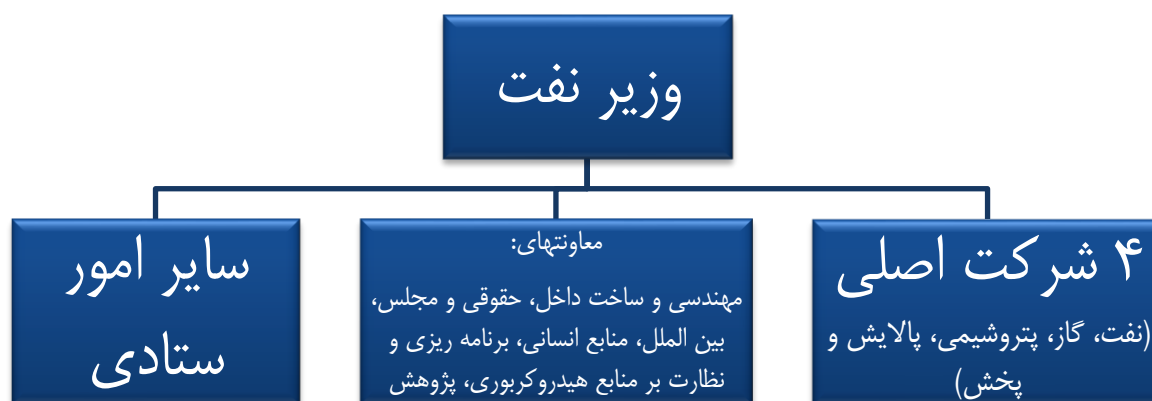 وزیر نفت
۴ شرکت اصلی
(نفت، گاز، پتروشیمی، پالایش و
پخش)
معاونتهای:
مهندسی و ساخت داخل، حقوقی و مجلس،
بین الملل، منابع انسانی، برنامه ریزی و
نظارت بر منابع هیدروکربوری، پژوهش
سایر امور
ستادی